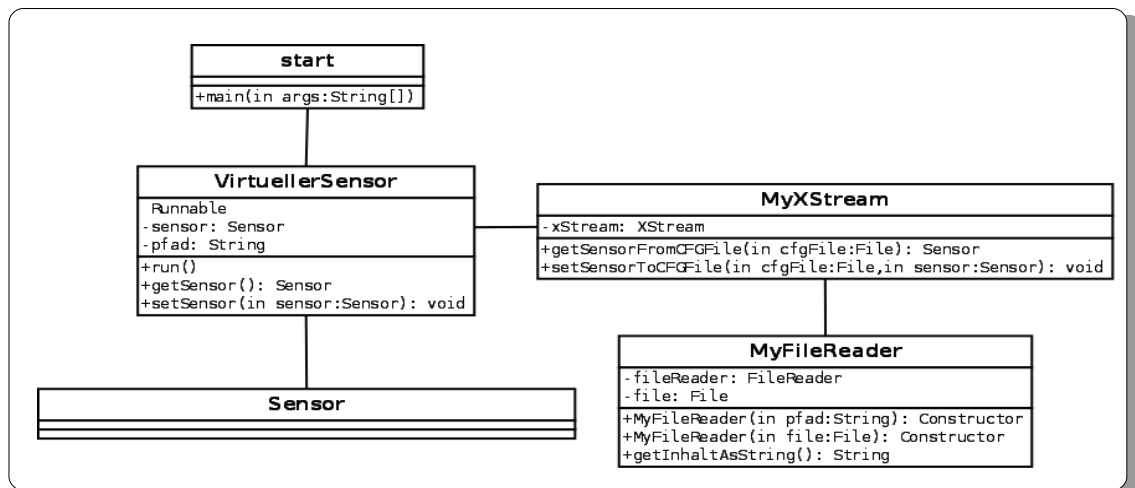 start
+main(in args:String[])
VirtuellerSensor
Runnable
-sensor: Sensor
-pfad: String
+run()
+getSensor(): Sensor
+setSensor(in sensor:Sensor): void
MyXStream
-xStream: XStream
+getSensorFromCFGFile(in cfgFile:File): Sensor
+setSensorToCFGFile(in cfgFile:File,in sensor:Sensor): void
Sensor
MyFileReader
-fileReader: FileReader
-file: File
+MyFileReader(in pfad:String): Constructor
+MyFileReader(in file:File): Constructor
+getInhaltAsString(): String